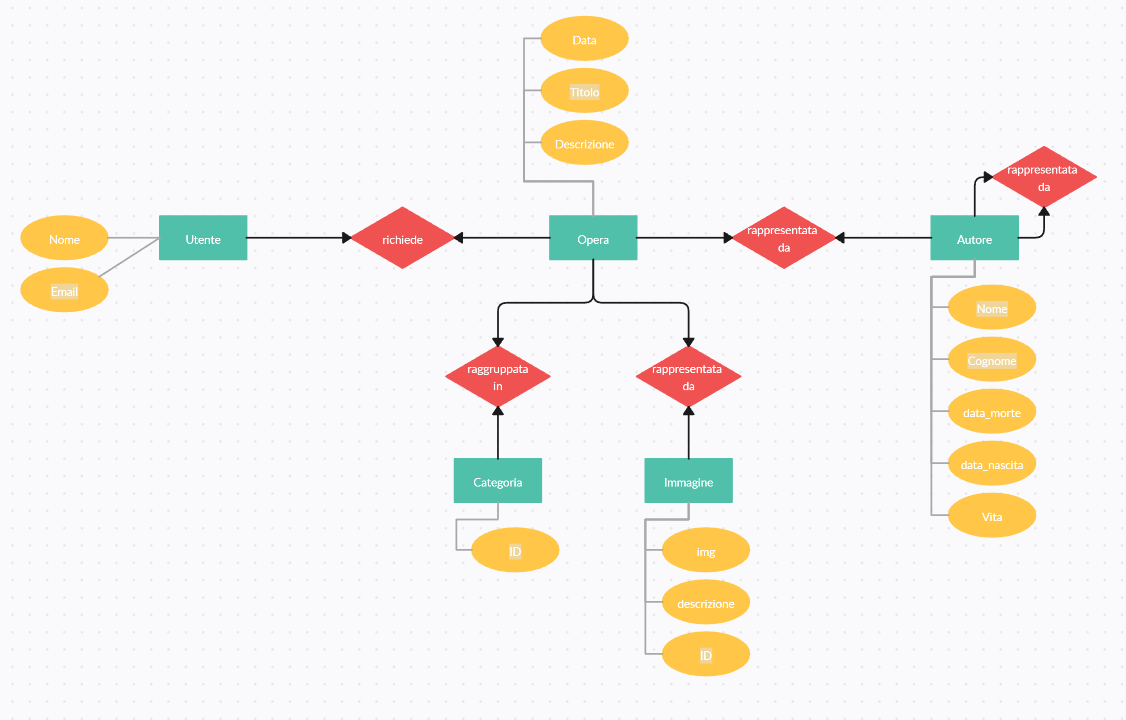 Data
Titolo
Descrizione
rappresentata
da
Nome
Utente
richiede
Opera
rappresentata
da
Autore
Email
Nome
raggruppata
in
rappresentata
da
Cognome
data_morte
data_nascita
Categoria
Immagine
Vita
ID
img
descrizione
ID